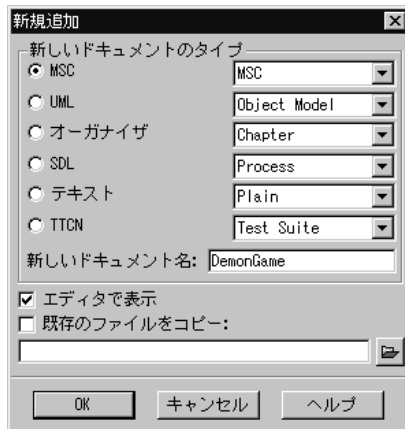 新規追加
新しいドキュメントのタイプ
MSC MSC
UML Object Model
オーガナイザ Chapter
SDL Process
テキスト Plain
TTCN Test Suite
新しいドキュメント名: DemonGame
エディタで表示
既存のファイルをコピー:
OK キャンセル ヘルプ